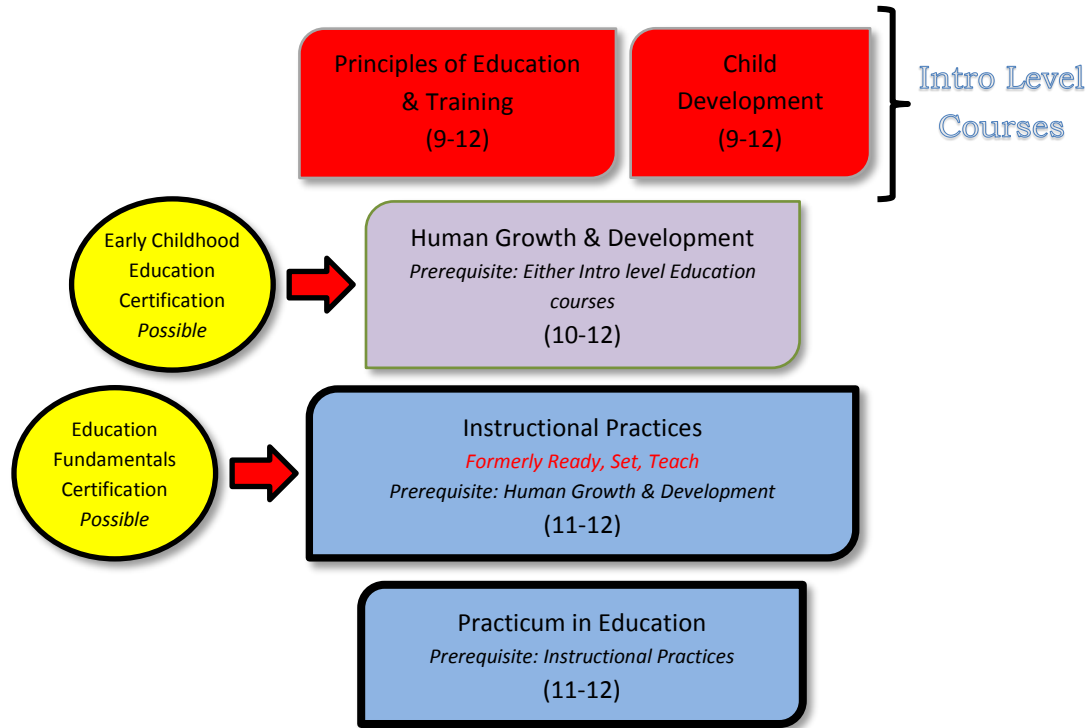 Principles of Education
& Training
(9-12)
Child
Development
(9-12)
Intro Level
Courses
Early Childhood
Education
Certification
Possible
Human Growth & Development
Prerequisite: Either Intro level Education
courses
(10-12)
Education
Fundamentals
Certification
Possible
Instructional Practices
Formerly Ready, Set, Teach
Prerequisite: Human Growth & Development
(11-12)
Practicum in Education
Prerequisite: Instructional Practices
(11-12)